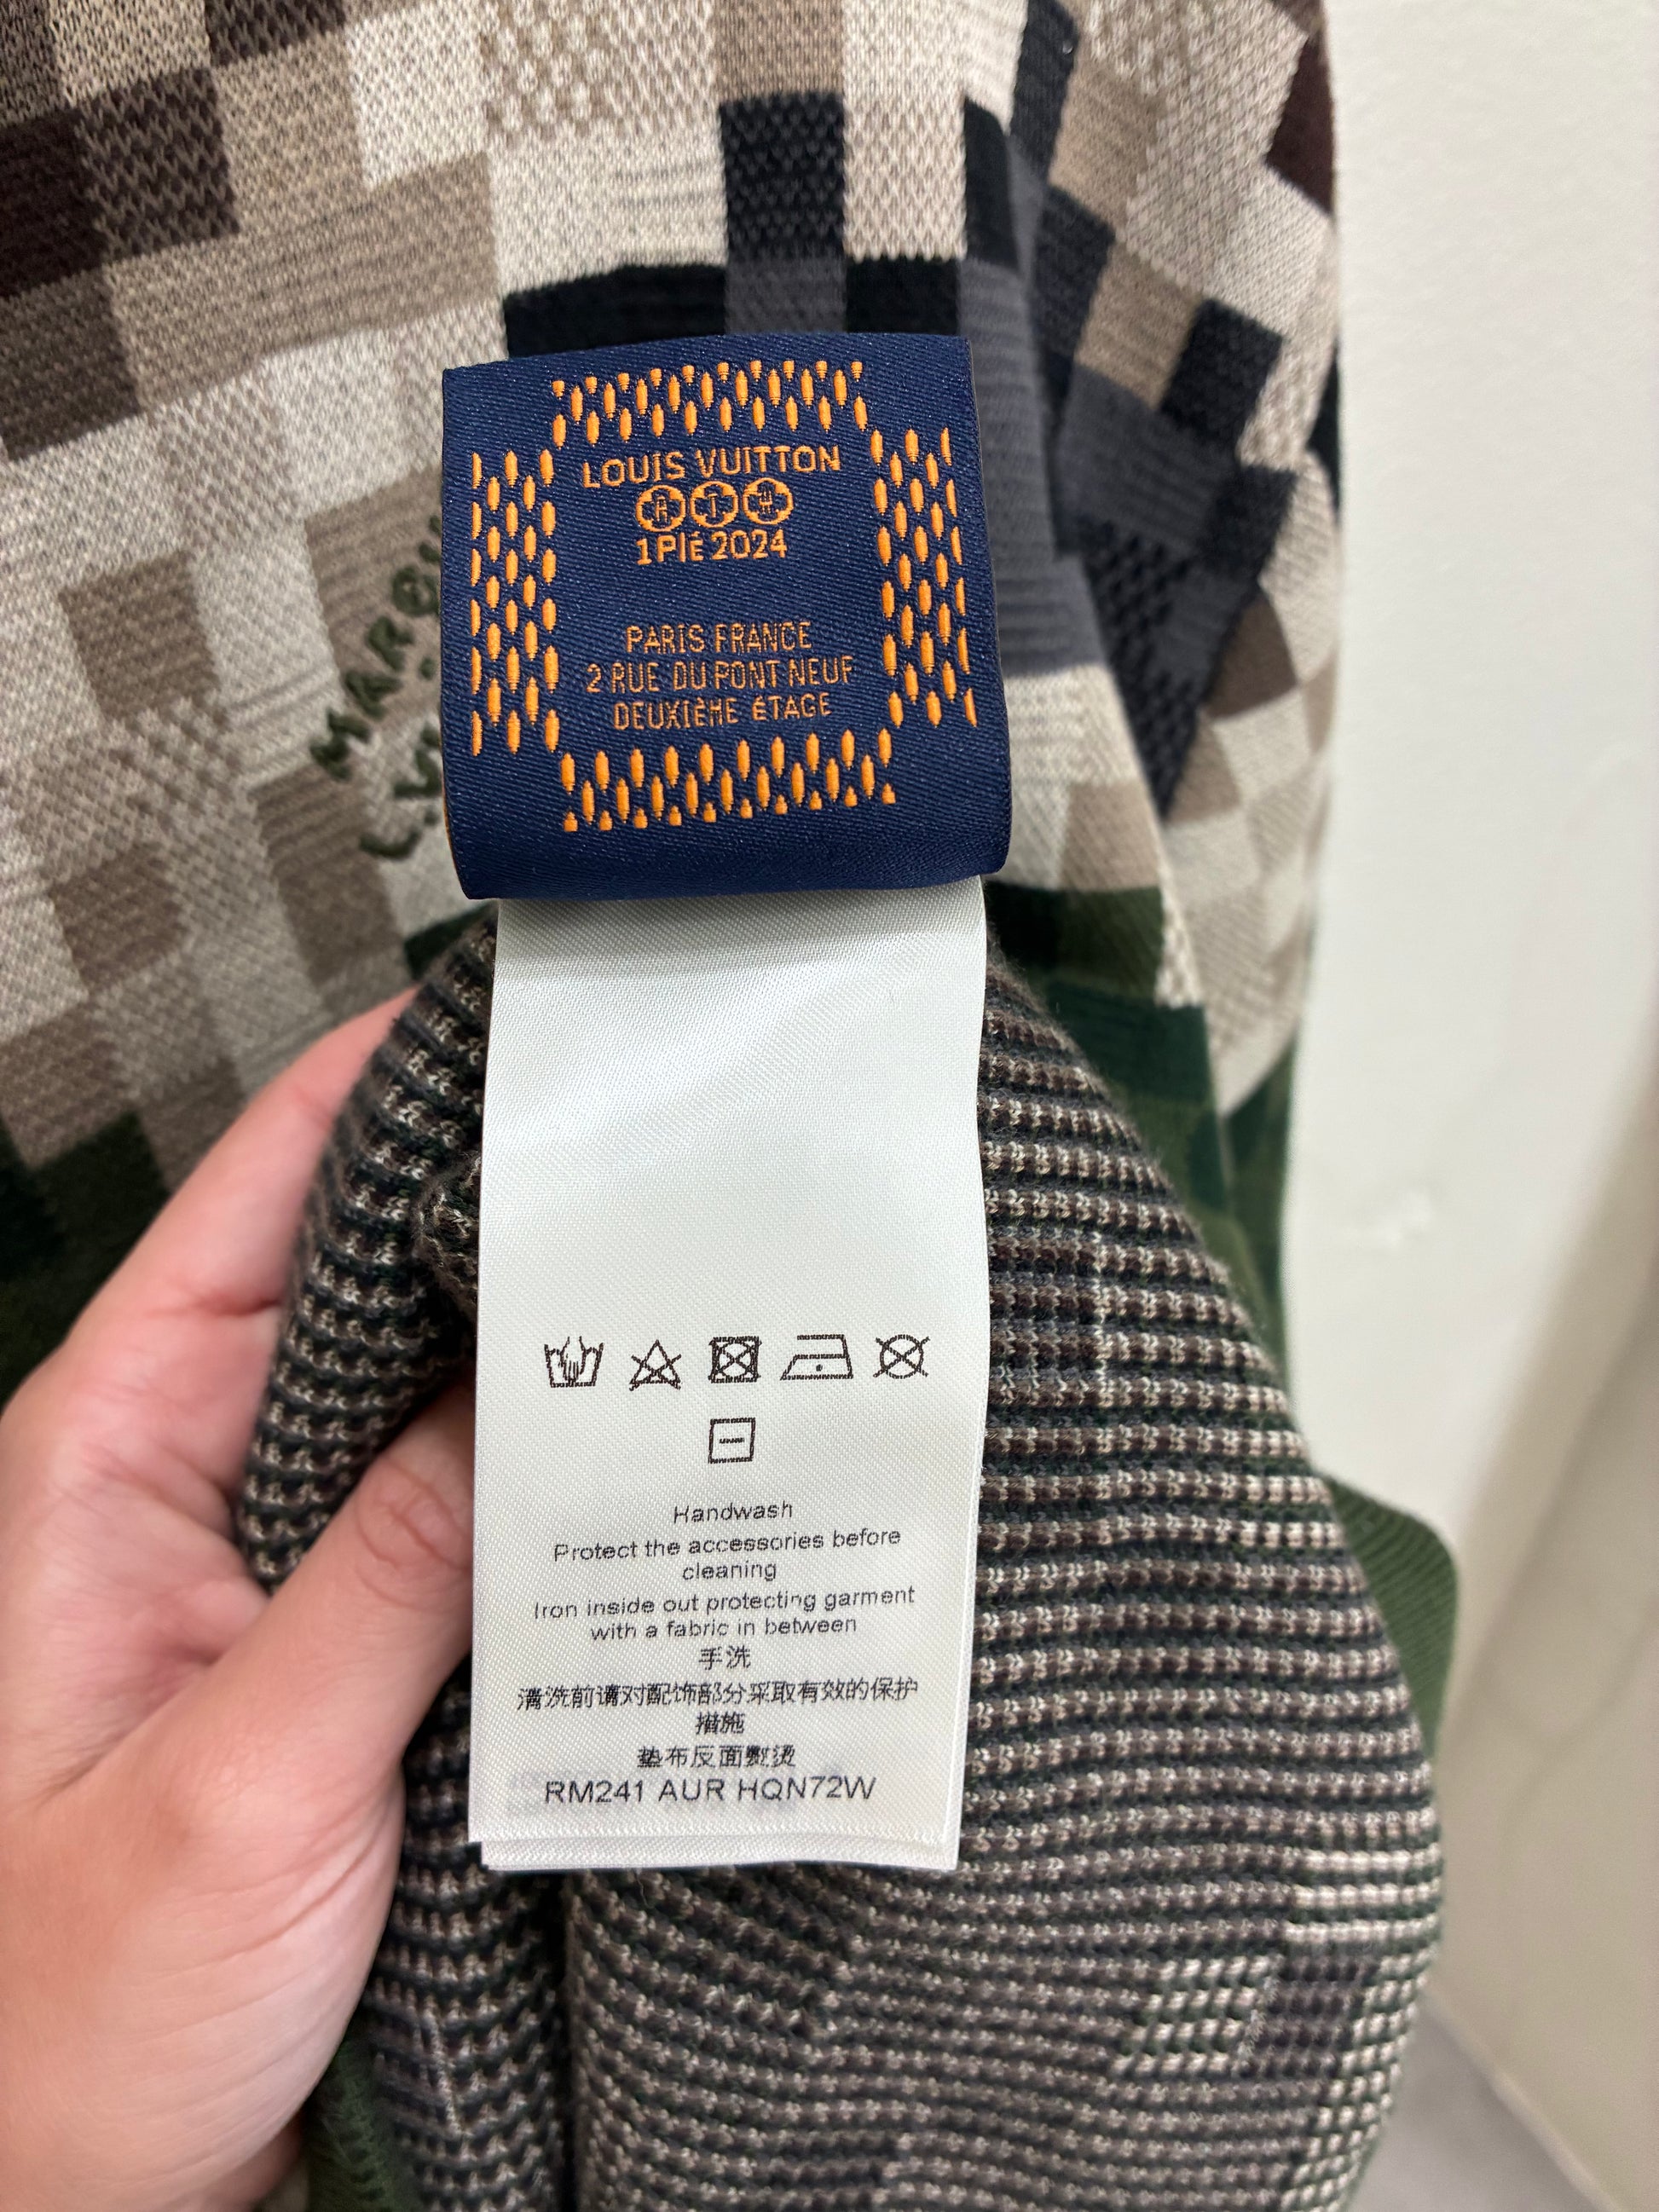 LOUIS VUITTON
1PIÉ 2024
PARIS FRANCE
2 RUE DU PONT NEUF
DEUXIÈME ÉTAGE
Handwash
Protect the accessories before
cleaning
Iron inside out protecting garment
with a fabric in between
手洗
清洗前请对配饰部分采取有效的保护
措施
垫布反面熨烫
RM241 AUR HQN72W